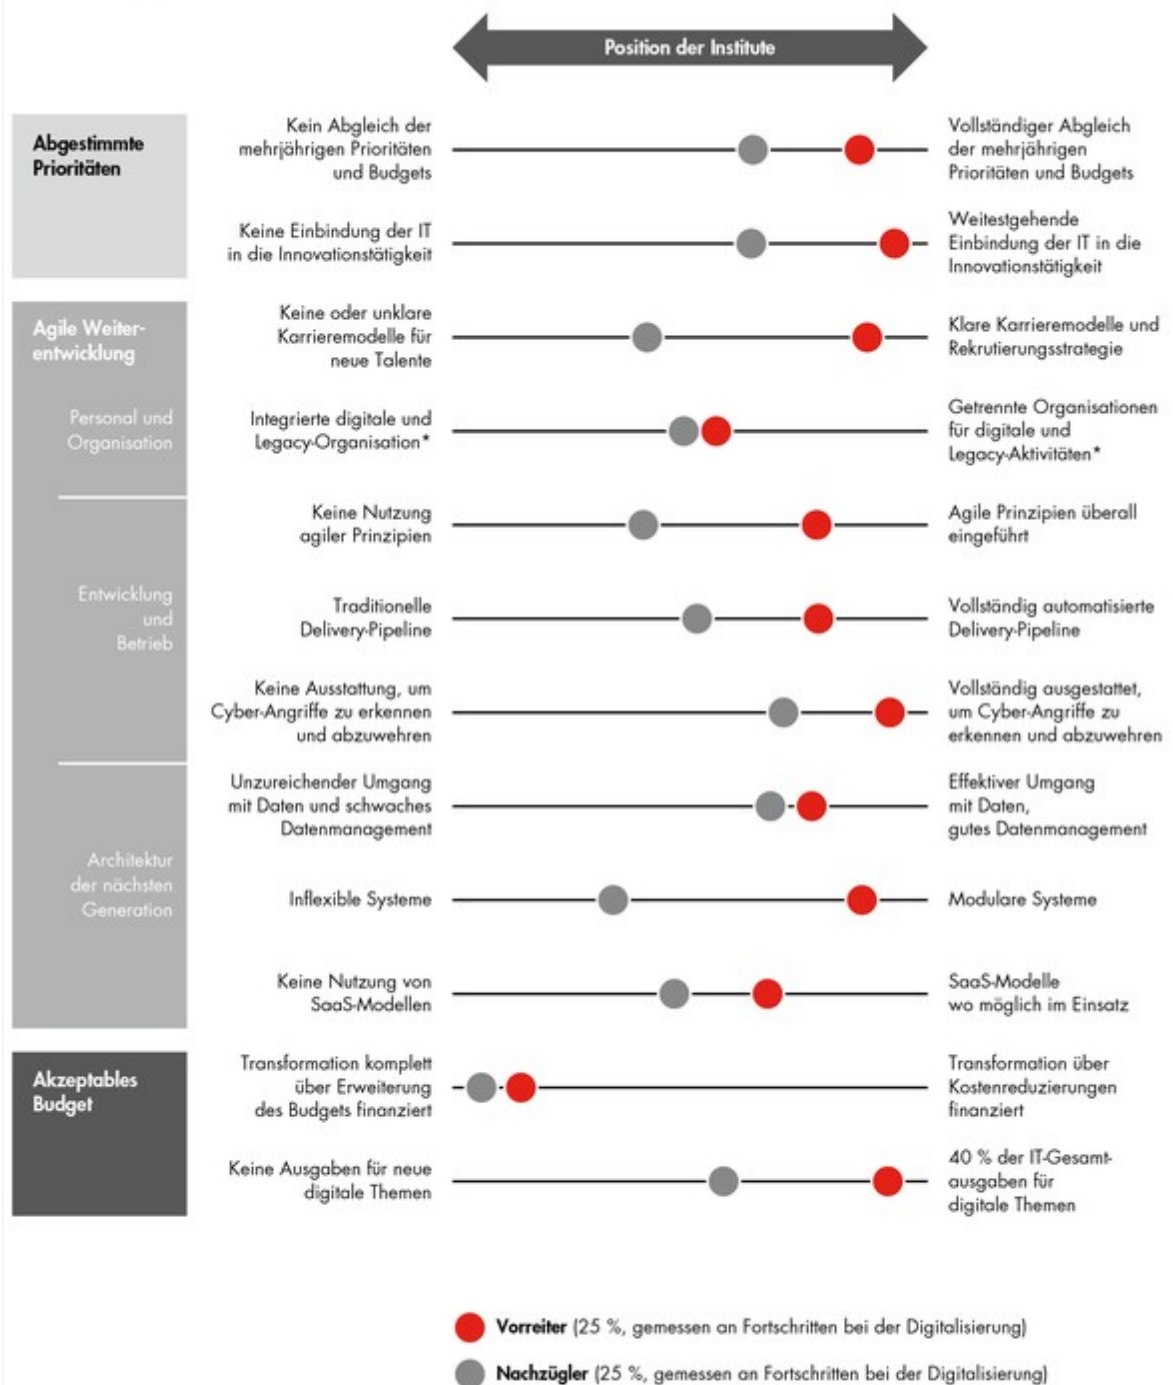 Position der Institute
Abgestimmte
Prioritäten
Kein Abgleich der
mehrjährigen Prioritäten
und Budgets
Vollständiger Abgleich
der mehrjährigen
Prioritäten und Budgets
Keine Einbindung der IT
in die Innovationstätigkeit
Weitestgehende
Einbindung der IT in die
Innovationstätigkeit
Agile Weiter-
entwicklung
Keine oder unklare
Karrieremodelle für
neue Talente
Klare Karrieremodelle und
Rekrutierungsstrategie
Personal und
Organisation
Integrierte digitale und
Legacy-Organisation*
Getrennte Organisationen
für digitale und
Legacy-Aktivitäten*
Keine Nutzung
agiler Prinzipien
Agile Prinzipien überall
eingeführt
Entwicklung
und
Betrieb
Traditionelle
Delivery-Pipeline
Vollständig automatisierte
Delivery-Pipeline
Keine Ausstattung, um
Cyber-Angriffe zu erkennen
und abzuwehren
Vollständig ausgestattet,
um Cyber-Angriffe zu
erkennen und abzuwehren
Unzureichender Umgang
mit Daten und schwaches
Datenmanagement
Effektiver Umgang
mit Daten,
gutes Datenmanagement
Architektur
der nächsten
Generation
Inflexible Systeme
Modulare Systeme
Keine Nutzung von
SaaS-Modellen
SaaS-Modelle
wo möglich im Einsatz
Akzeptables
Budget
Transformation komplett
über Erweiterung
des Budgets finanziert
Transformation über
Kostenreduzierungen
finanziert
Keine Ausgaben für neue
digitale Themen
40 % der IT-Gesamt-
ausgaben für
digitale Themen
Vorreiter (25 %, gemessen an Fortschritten bei der Digitalisierung)
Nachzügler (25 %, gemessen an Fortschritten bei der Digitalisierung)